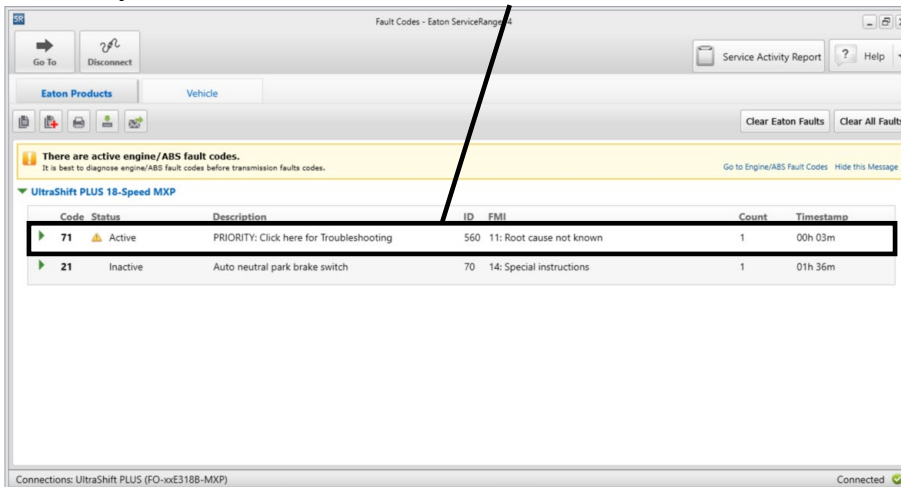 SR
Fault Codes - Eaton ServiceRanger 4
Go To
Disconnect
Service Activity Report
? Help
Eaton Products
Vehicle
Clear Eaton Faults
Clear All Faults
There are active engine/ABS fault codes.
It is best to diagnose engine/ABS fault codes before transmission faults codes.
Go to Engine/ABS Fault Codes Hide this Message
UltraShift PLUS 18-Speed MXP
Code Status Description ID FMI Count Timestamp
71 Active PRIORITY: Click here for Troubleshooting 560 11: Root cause not known 1 00h 03m
21 Inactive Auto neutral park brake switch 70 14: Special instructions 1 01h 36m
Connections: UltraShift PLUS (FO-xxE318B-MXP)
Connected